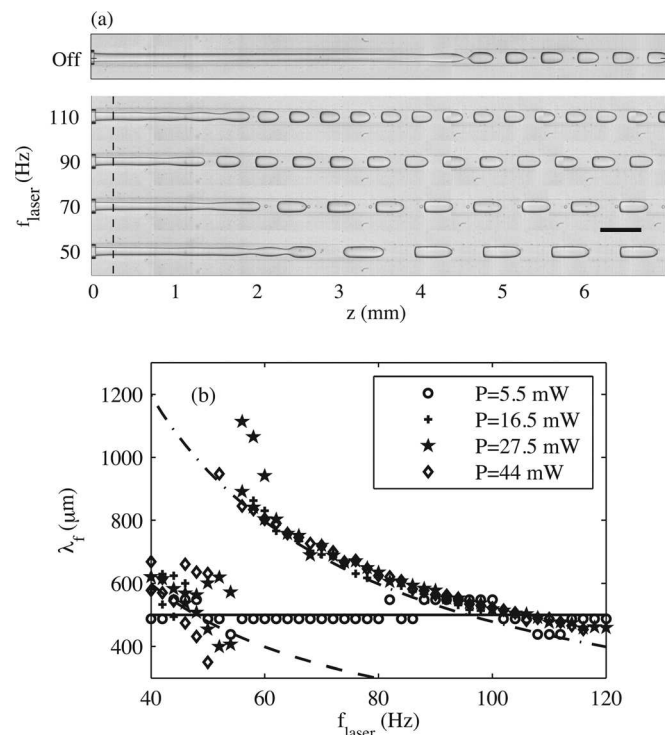 (a)
Off
110
90
70
50
f_laser (Hz)
0 1 2 3 4 5 6
z (mm)
(b)
1200
1000
800
600
400
λ_f (μm)
P=5.5 mW
P=16.5 mW
P=27.5 mW
P=44 mW
40 60 80 100 120
f_laser (Hz)